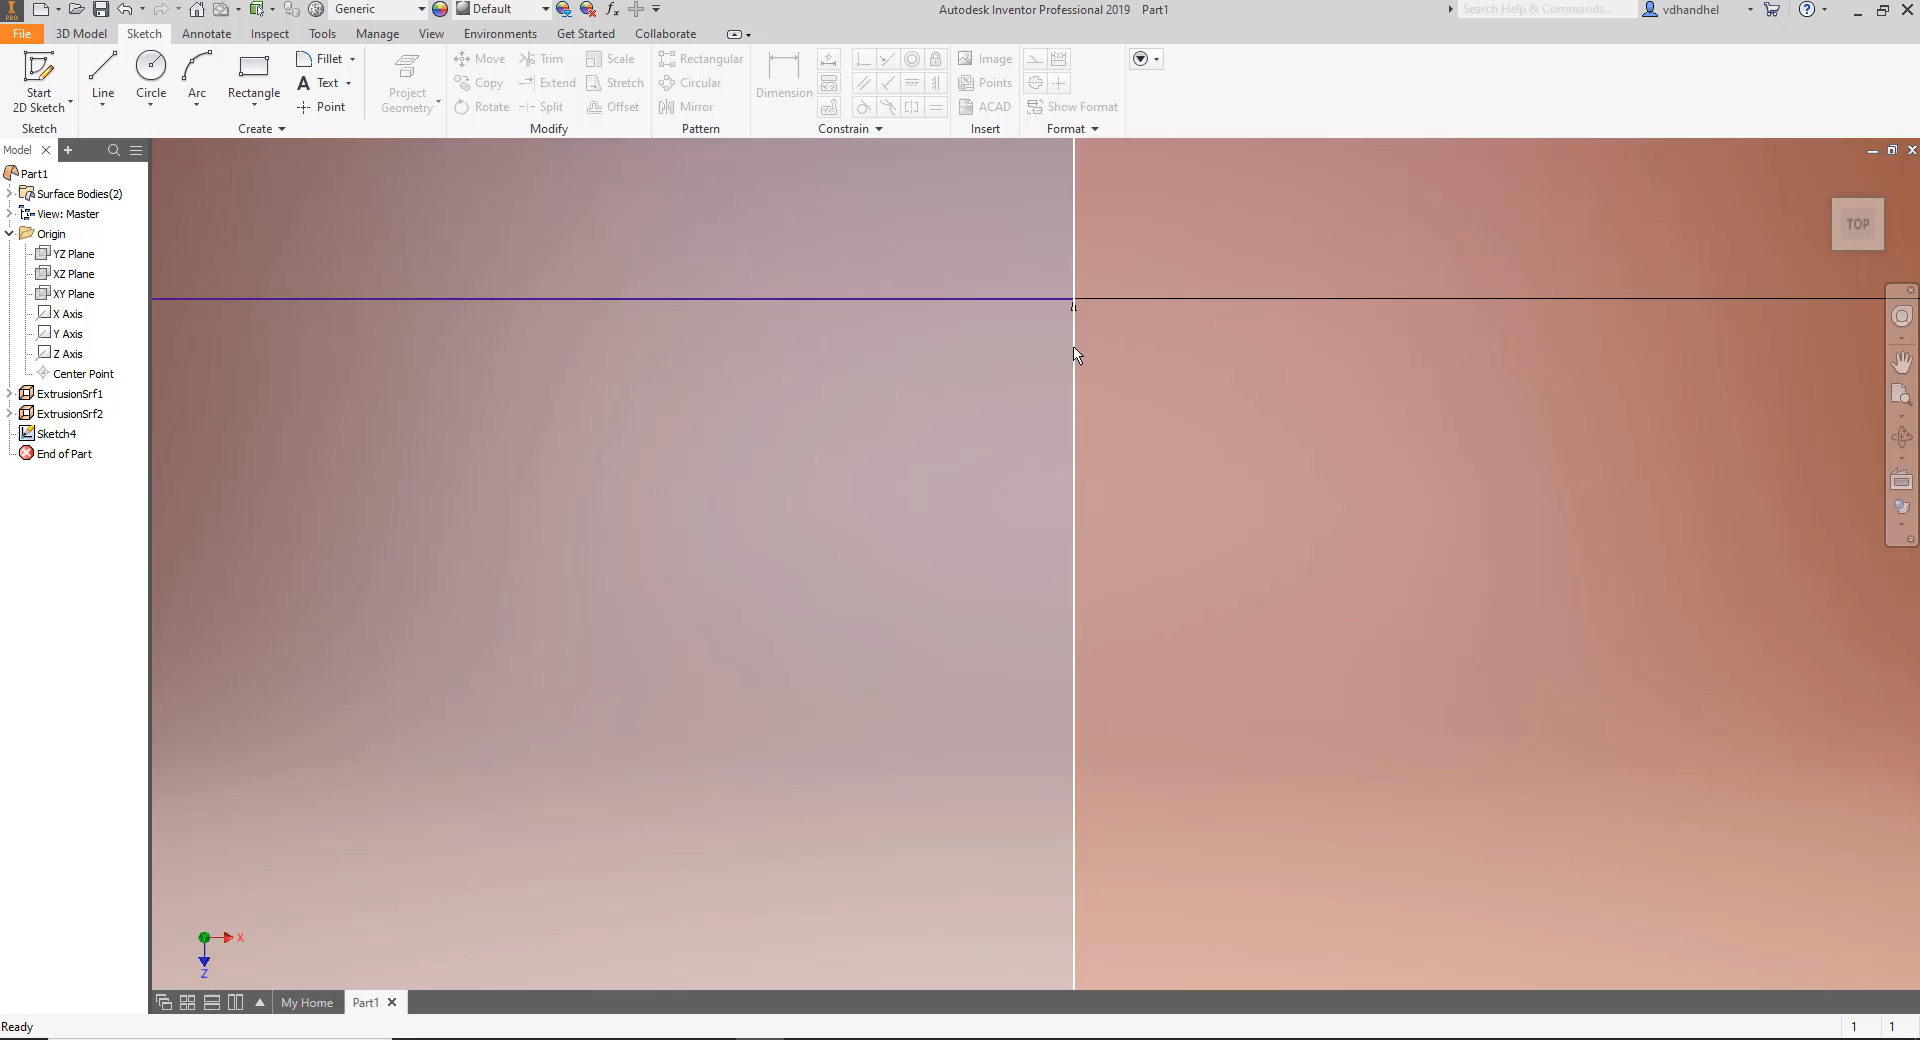 PRO
Generic
Default
Autodesk Inventor Professional 2019 Part1
Search Help & Commands...
vdhandhel
File
3D Model
Sketch
Annotate
Inspect
Tools
Manage
View
Environments
Get Started
Collaborate
Start
2D Sketch
Line
Circle
Arc
Rectangle
Fillet
Text
Point
Project
Geometry
Move
Copy
Rotate
Trim
Extend
Split
Scale
Stretch
Offset
Rectangular
Circular
Mirror
Dimension
Image
Points
ACAD
Show Format
Sketch
Create
Modify
Pattern
Constrain
Insert
Format
Model
Part1
Surface Bodies(2)
View: Master
Origin
YZ Plane
XZ Plane
XY Plane
X Axis
Y Axis
Z Axis
Center Point
ExtrusionSrf1
ExtrusionSrf2
Sketch4
End of Part
TOP
X
Z
My Home
Part1
Ready
1
1